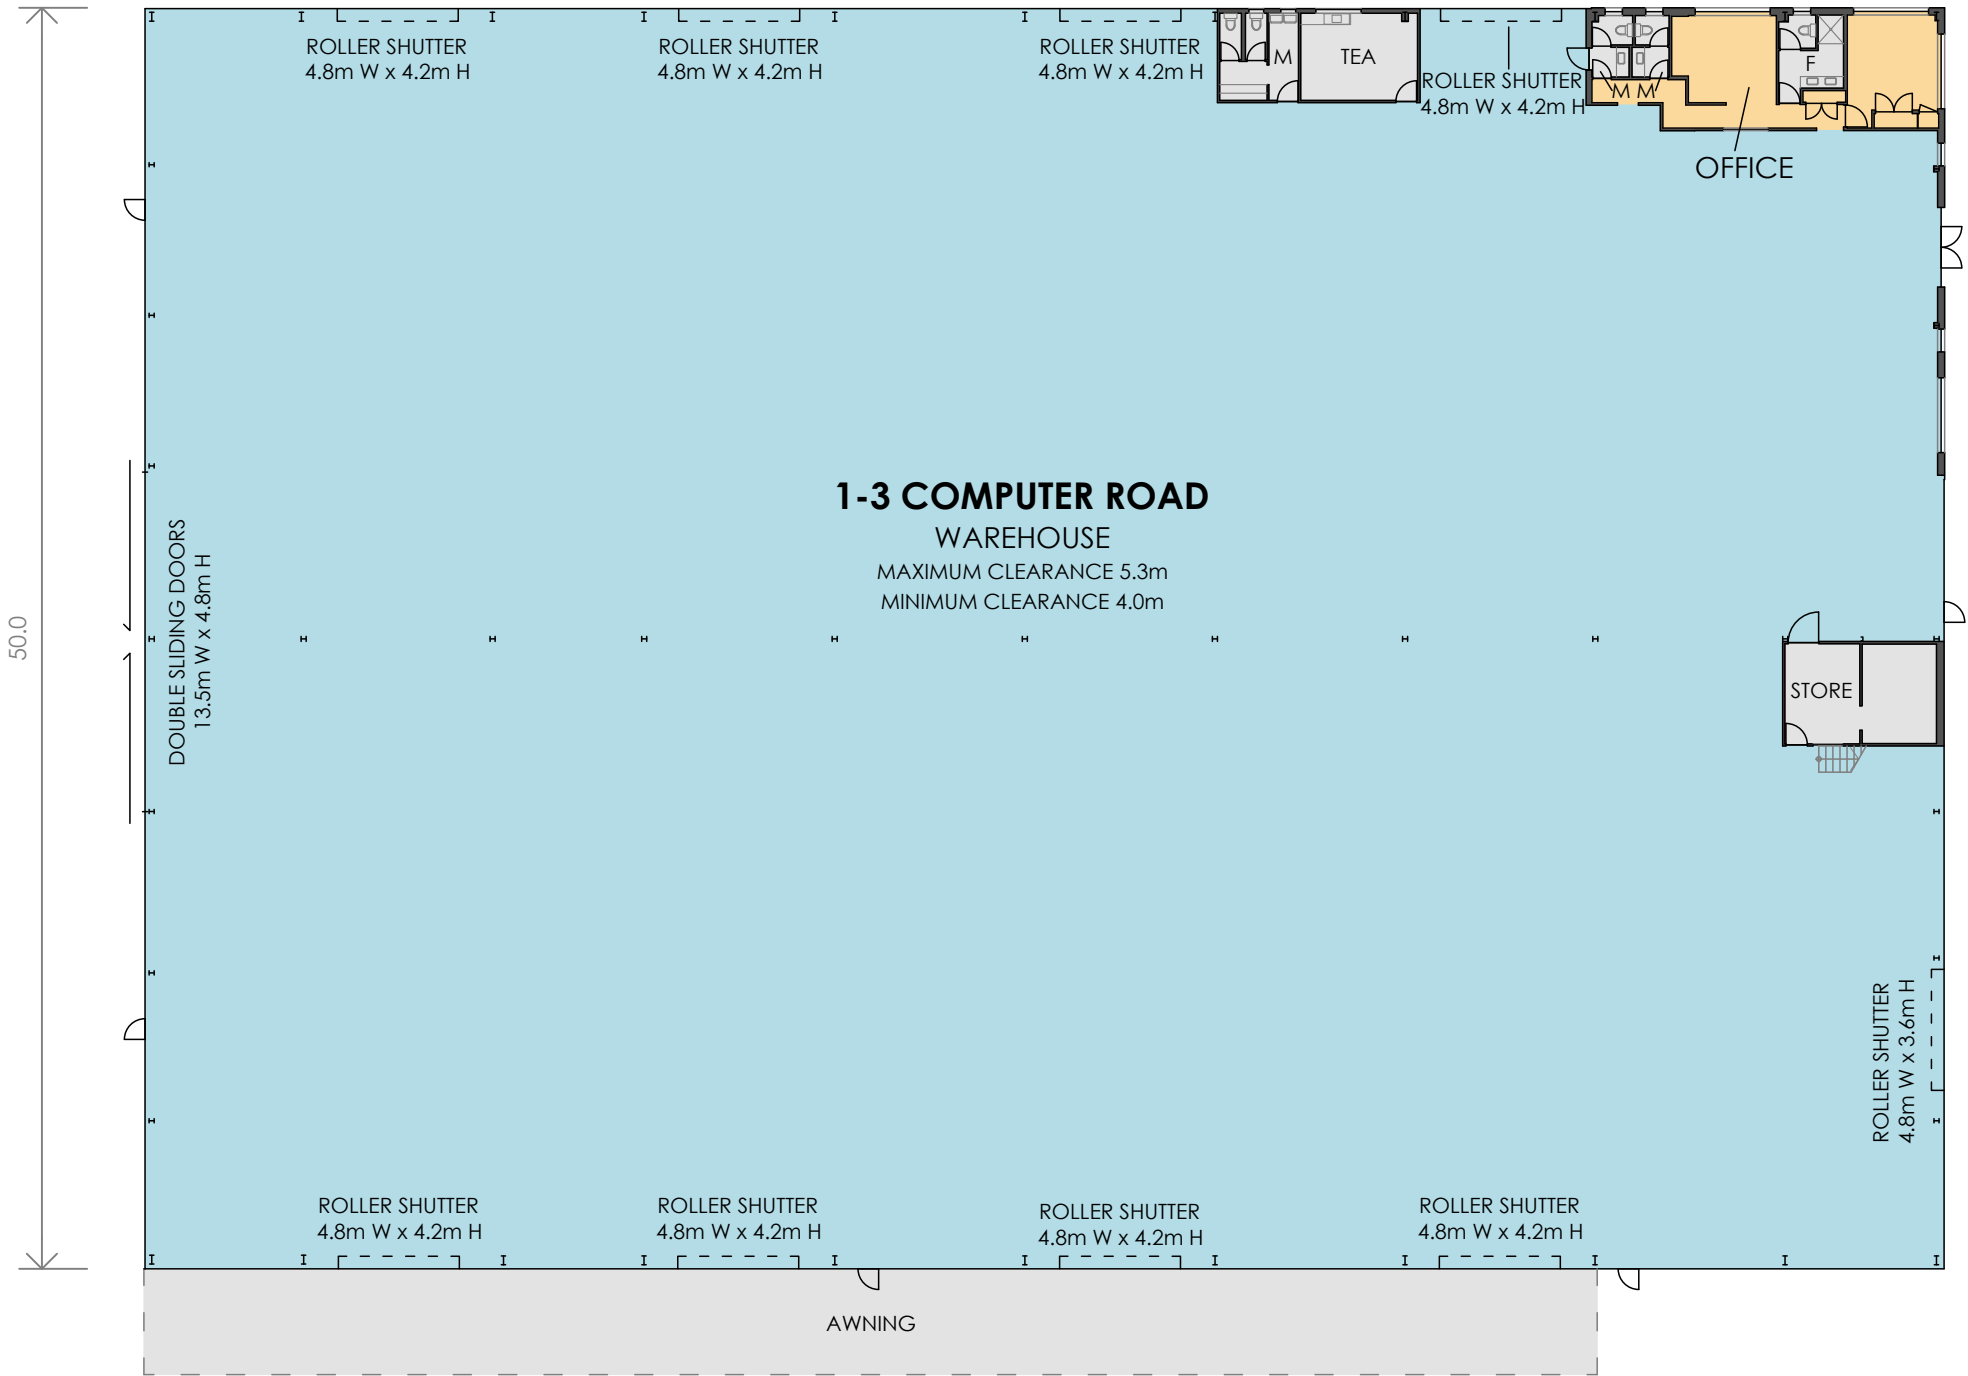 ROLLER SHUTTER
4.8m W x 4.2m H
ROLLER SHUTTER
4.8m W x 4.2m H
ROLLER SHUTTER
4.8m W x 4.2m H
M
TEA
ROLLER SHUTTER
4.8m W x 4.2m H
M M
F
OFFICE
1-3 COMPUTER ROAD
WAREHOUSE
MAXIMUM CLEARANCE 5.3m
MINIMUM CLEARANCE 4.0m
50.0
DOUBLE SLIDING DOORS
13.5m W x 4.8m H
STORE
ROLLER SHUTTER
4.8m W x 3.6m H
ROLLER SHUTTER
4.8m W x 4.2m H
ROLLER SHUTTER
4.8m W x 4.2m H
ROLLER SHUTTER
4.8m W x 4.2m H
ROLLER SHUTTER
4.8m W x 4.2m H
AWNING